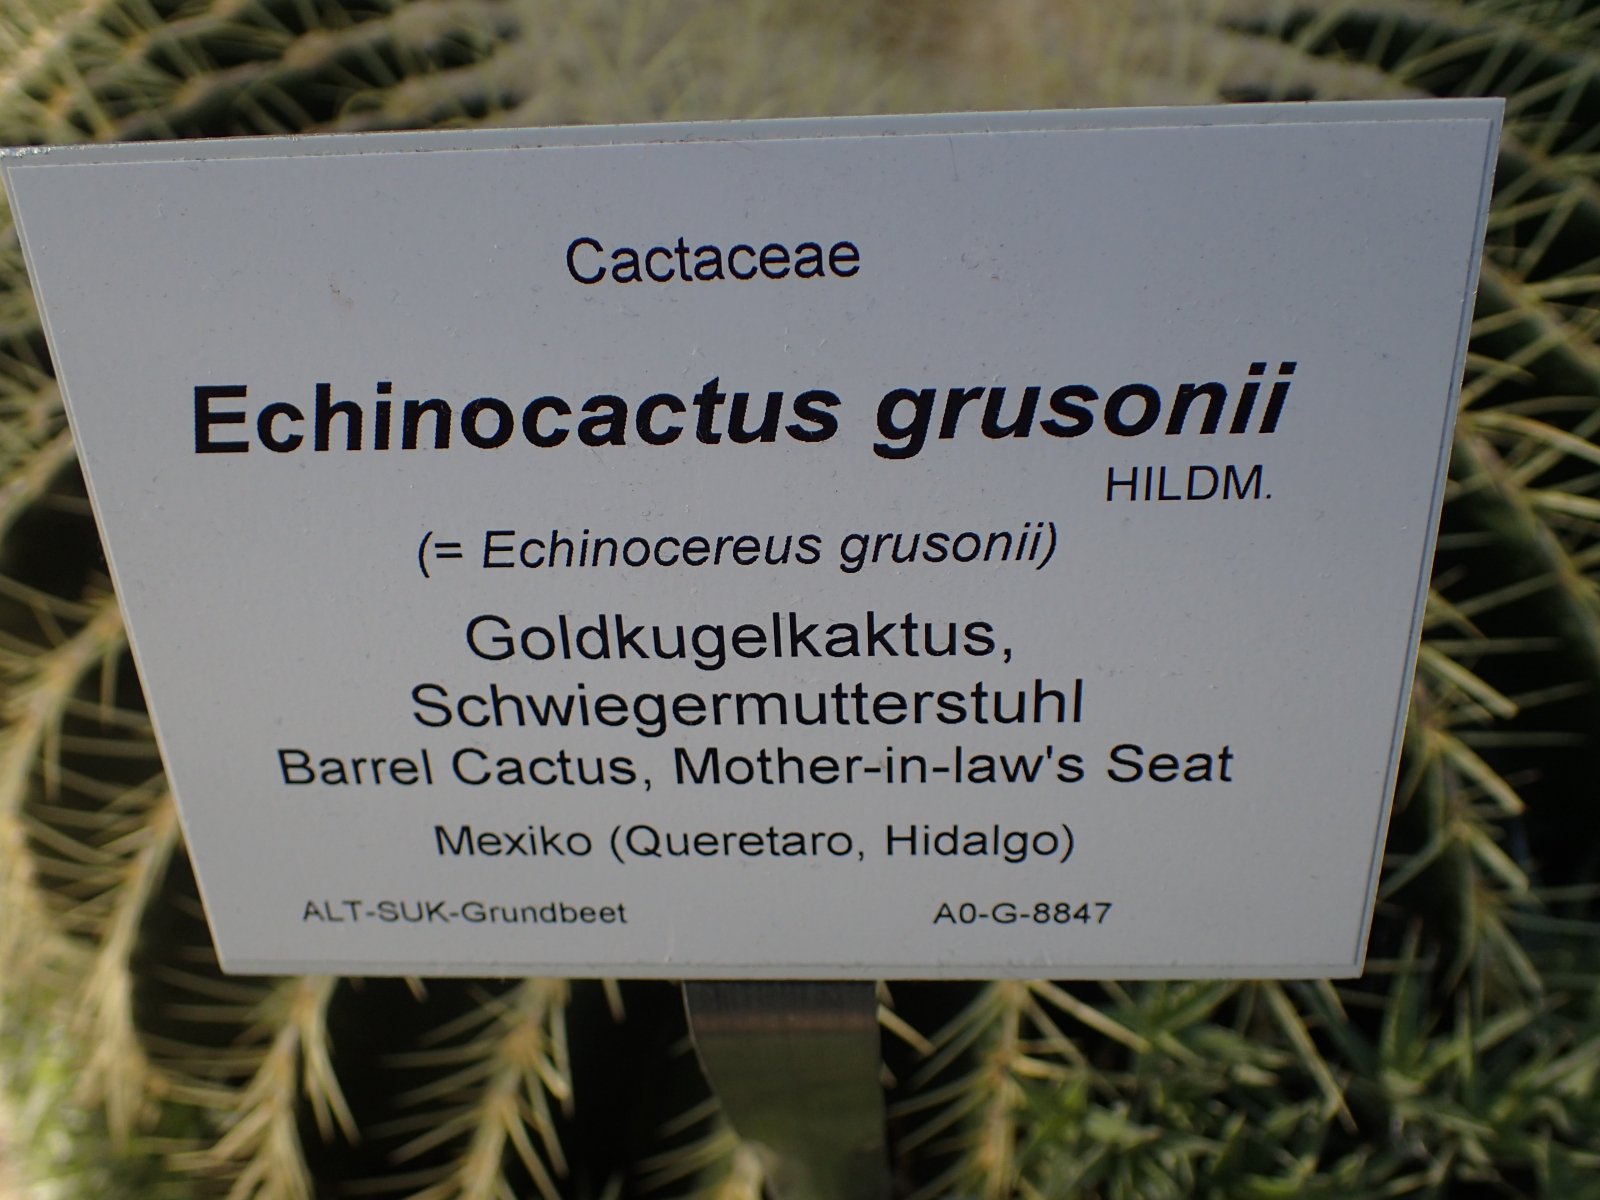 Cactaceae
Echinocactus grusonii
HILDM.
(= Echinocereus grusonii)
Goldkugelkaktus,
Schwiegermutterstuhl
Barrel Cactus, Mother-in-law's Seat
Mexiko (Queretaro, Hidalgo)
ALT-SUK-Grundbeet A0-G-8847